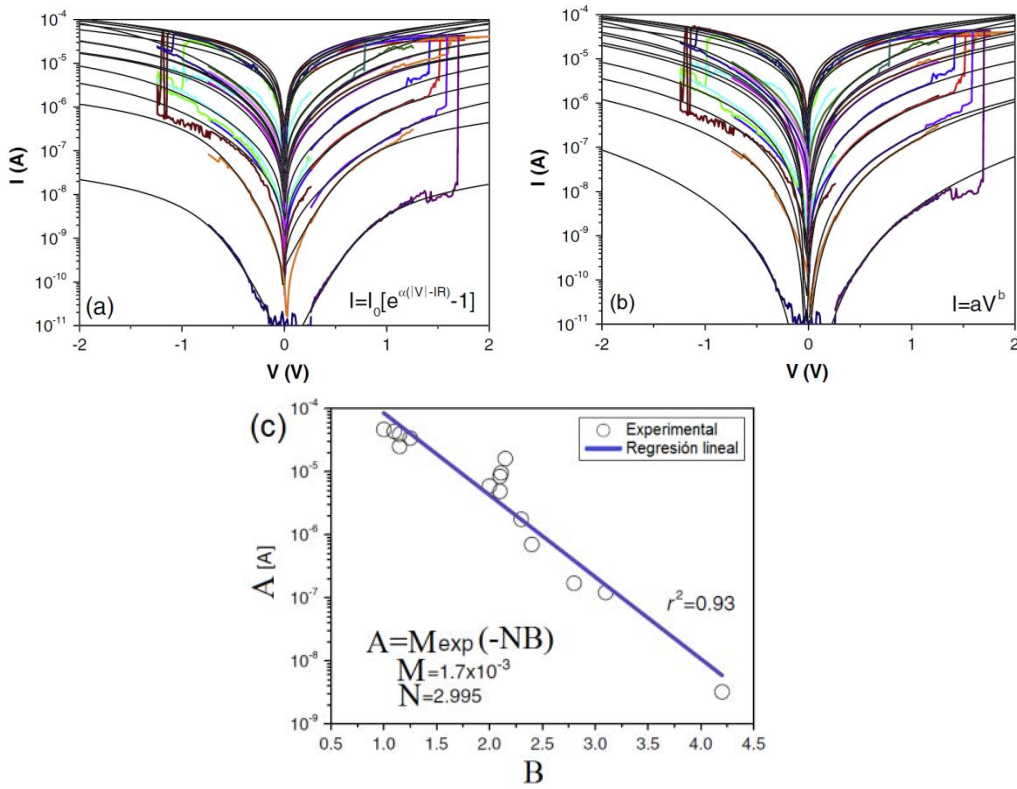 I (A)
10⁻⁴
10⁻⁵
10⁻⁶
10⁻⁷
10⁻⁸
10⁻⁹
10⁻¹⁰
10⁻¹¹
(a)
I=I₀[e^α(|V|-IR)-1]
-2 -1 0 1 2
V (V)
I (A)
10⁻⁴
10⁻⁵
10⁻⁶
10⁻⁷
10⁻⁸
10⁻⁹
10⁻¹⁰
10⁻¹¹
(b)
I=aVᵇ
-2 -1 0 1 2
V (V)
(c)
A [A]
10⁻⁴
10⁻⁵
10⁻⁶
10⁻⁷
10⁻⁸
10⁻⁹
Experimental
Regresión lineal
r²=0.93
A=Mexp(-NB)
M=1.7x10⁻³
N=2.995
0.5 1.0 1.5 2.0 2.5 3.0 3.5 4.0 4.5
B